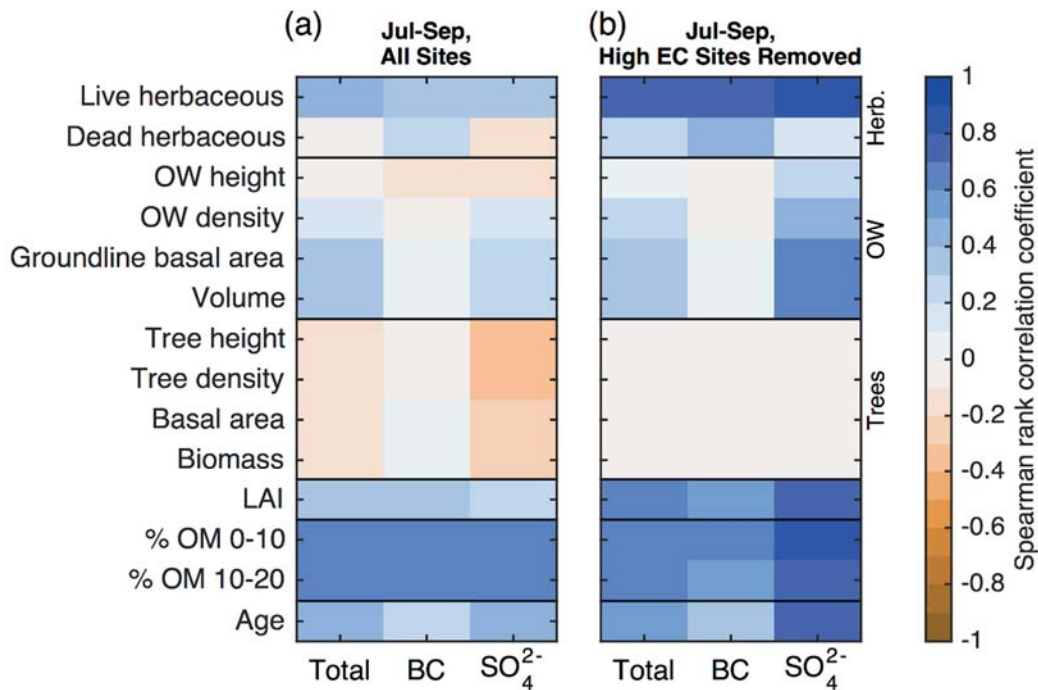 (a)
Jul-Sep,
All Sites
(b)
Jul-Sep,
High EC Sites Removed
Live herbaceous
Dead herbaceous
OW height
OW density
Groundline basal area
Volume
Tree height
Tree density
Basal area
Biomass
LAI
% OM 0-10
% OM 10-20
Age
Total BC SO₄²⁻
Total BC SO₄²⁻
Herb.
OW
Trees
1
0.8
0.6
0.4
0.2
0
-0.2
-0.4
-0.6
-0.8
-1
Spearman rank correlation coefficient